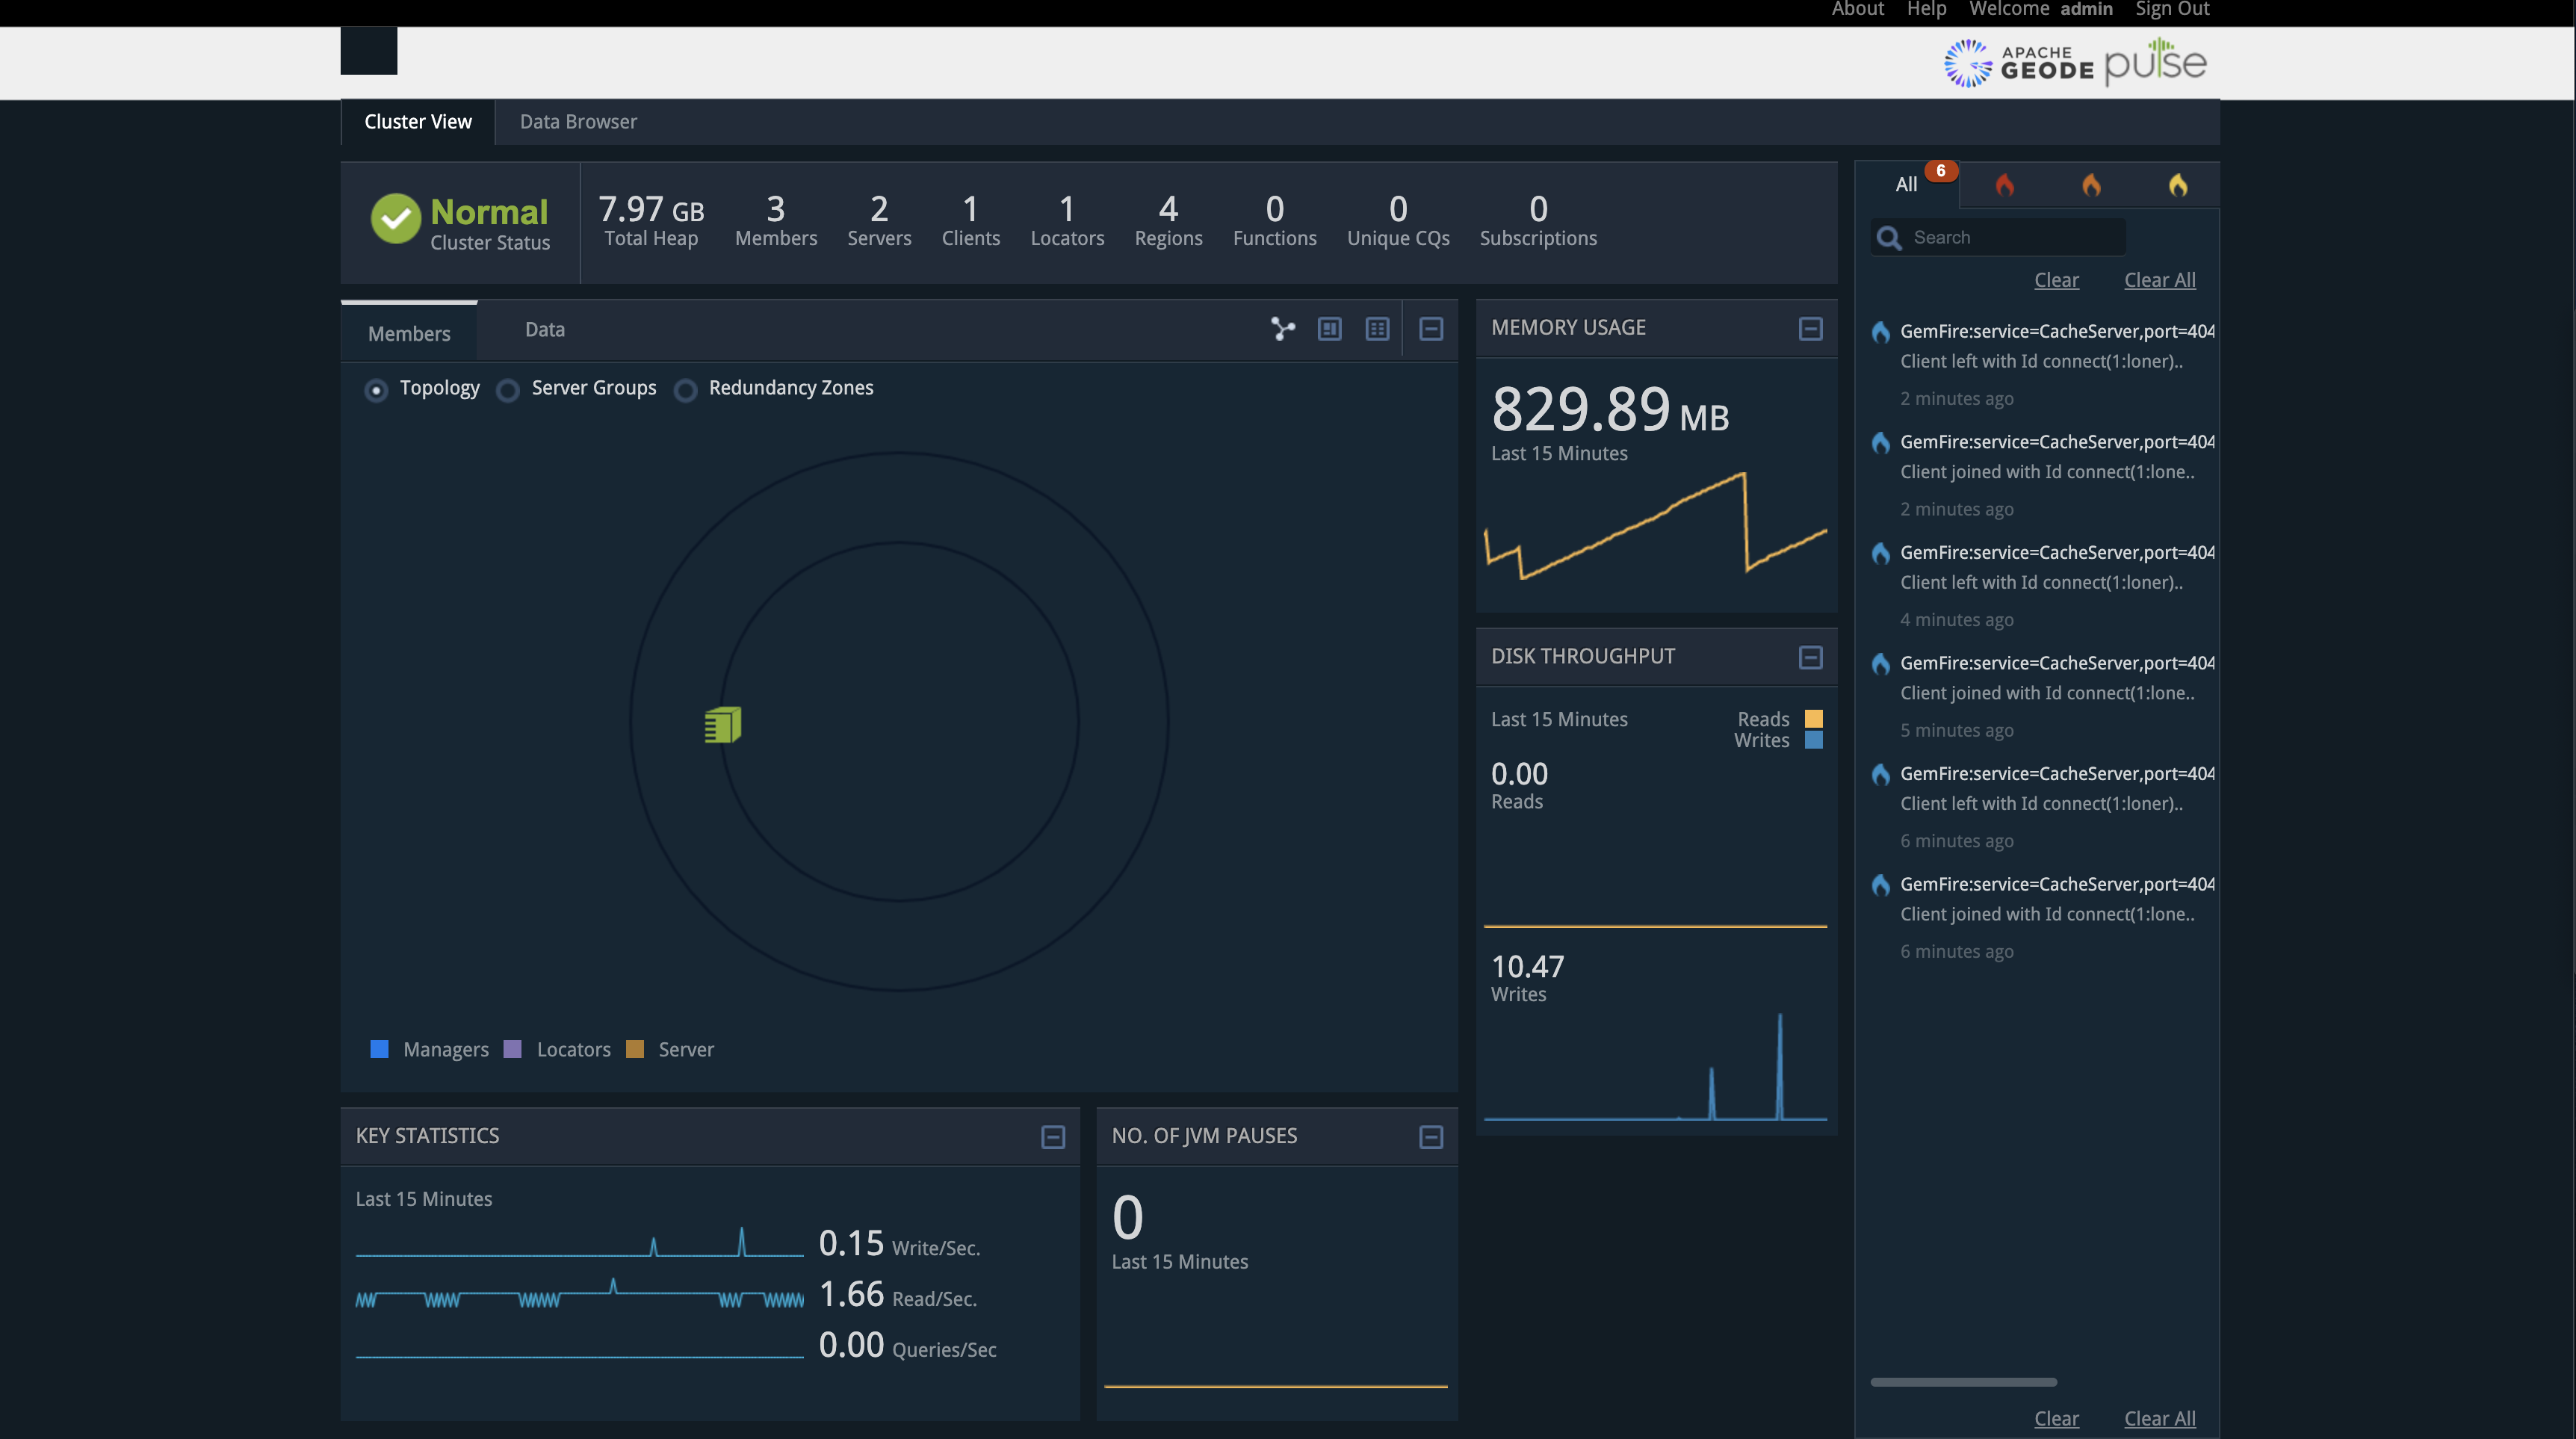 About Help Welcome admin Sign Out
APACHE
GEODE pulse
Cluster View Data Browser
Normal
Cluster Status
7.97 GB
Total Heap
3
Members
2
Servers
1
Clients
1
Locators
4
Regions
0
Functions
0
Unique CQs
0
Subscriptions
Members Data
Topology Server Groups Redundancy Zones
Managers Locators Server
KEY STATISTICS
Last 15 Minutes
0.15 Write/Sec.
1.66 Read/Sec.
0.00 Queries/Sec
NO. OF JVM PAUSES
0
Last 15 Minutes
MEMORY USAGE
829.89 MB
Last 15 Minutes
DISK THROUGHPUT
Last 15 Minutes
Reads
Writes
0.00
Reads
10.47
Writes
All 6
Search
Clear Clear All
GemFire:service=CacheServer,port=404
Client left with Id connect(1:loner)..
2 minutes ago
GemFire:service=CacheServer,port=404
Client joined with Id connect(1:lone..
2 minutes ago
GemFire:service=CacheServer,port=404
Client left with Id connect(1:loner)..
4 minutes ago
GemFire:service=CacheServer,port=404
Client joined with Id connect(1:lone..
5 minutes ago
GemFire:service=CacheServer,port=404
Client left with Id connect(1:loner)..
6 minutes ago
GemFire:service=CacheServer,port=404
Client joined with Id connect(1:lone..
6 minutes ago
Clear Clear All